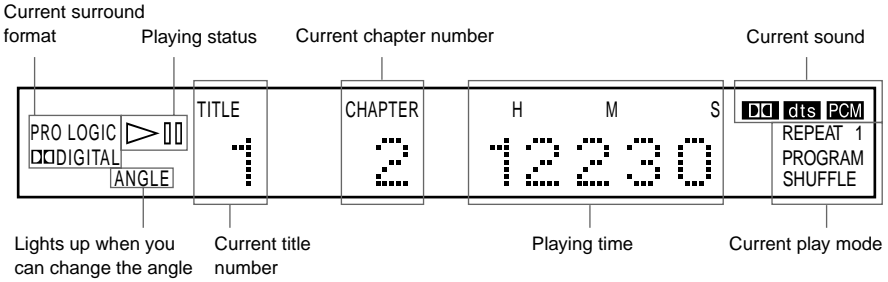 Current surround
format
Playing status
Current chapter number
Current sound
TITLE
CHAPTER
H M S
DD dts PCM
PRO LOGIC
DD DIGITAL
ANGLE
1 2 12230
REPEAT 1
PROGRAM
SHUFFLE
Lights up when you
can change the angle
Current title
number
Playing time
Current play mode